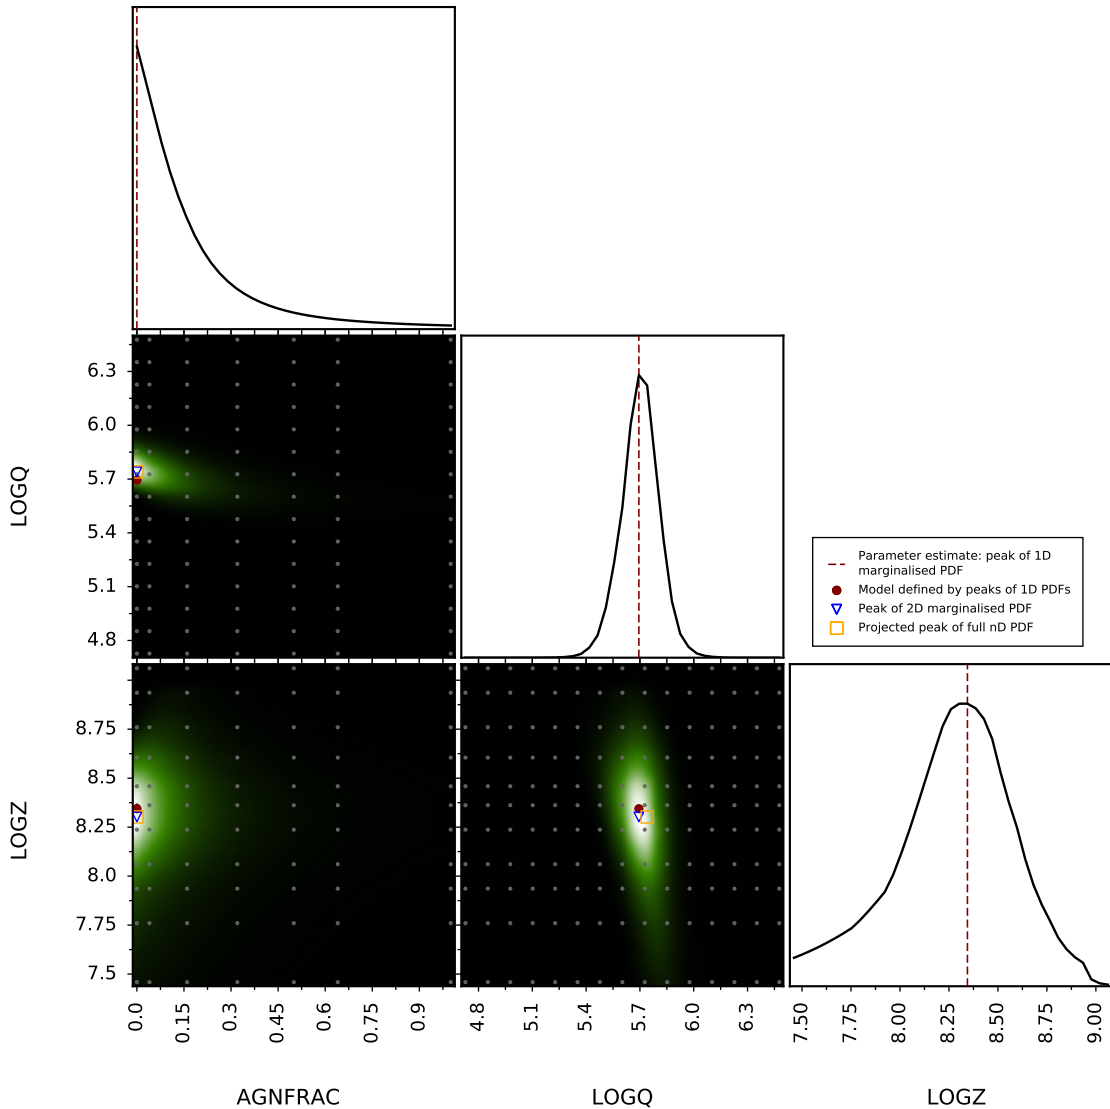 6.3
6.0
5.7
5.4
5.1
4.8
LOGQ
Parameter estimate: peak of 1D
marginalised PDF
Model defined by peaks of 1D PDFs
Peak of 2D marginalised PDF
Projected peak of full nD PDF
8.75
8.5
8.25
8.0
7.75
7.5
LOGZ
0.0 0.15 0.3 0.45 0.6 0.75 0.9
4.8 5.1 5.4 5.7 6.0 6.3
7.50 7.75 8.00 8.25 8.50 8.75 9.00
AGNFRAC LOGQ LOGZ